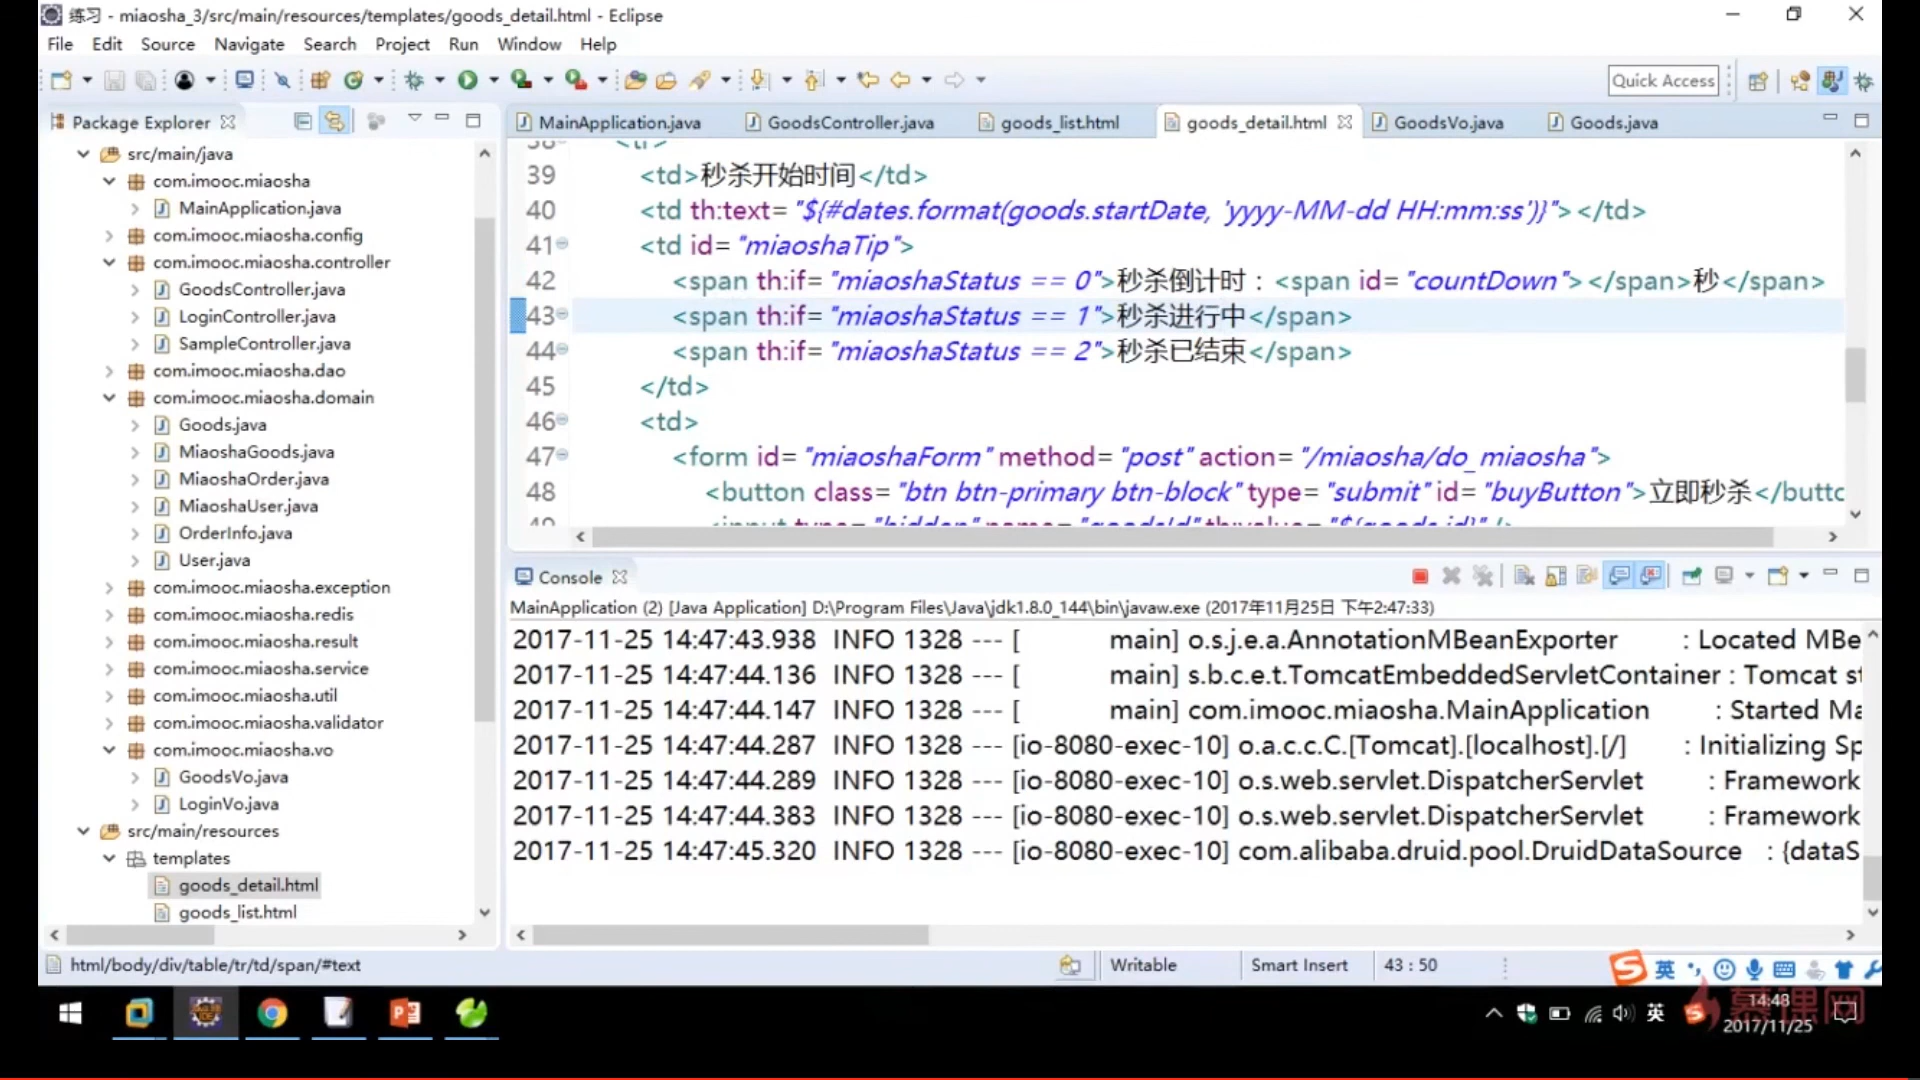 练习 - miaosha_3/src/main/resources/templates/goods_detail.html - Eclipse
File Edit Source Navigate Search Project Run Window Help
Quick Access
Package Explorer
src/main/java
com.imooc.miaosha
MainApplication.java
com.imooc.miaosha.config
com.imooc.miaosha.controller
GoodsController.java
LoginController.java
SampleController.java
com.imooc.miaosha.dao
com.imooc.miaosha.domain
Goods.java
MiaoshaGoods.java
MiaoshaOrder.java
MiaoshaUser.java
OrderInfo.java
User.java
com.imooc.miaosha.exception
com.imooc.miaosha.redis
com.imooc.miaosha.result
com.imooc.miaosha.service
com.imooc.miaosha.util
com.imooc.miaosha.validator
com.imooc.miaosha.vo
GoodsVo.java
LoginVo.java
src/main/resources
templates
goods_detail.html
goods_list.html
MainApplication.java GoodsController.java goods_list.html goods_detail.html GoodsVo.java Goods.java
38 <tr>
39 <td>秒杀开始时间</td>
40 <td th:text="${#dates.format(goods.startDate, 'yyyy-MM-dd HH:mm:ss')}"></td>
41 <td id="miaoshaTip">
42 <span th:if="miaoshaStatus == 0">秒杀倒计时：<span id="countDown"></span>秒</span>
43 <span th:if="miaoshaStatus == 1">秒杀进行中</span>
44 <span th:if="miaoshaStatus == 2">秒杀已结束</span>
45 </td>
46 <td>
47 <form id="miaoshaForm" method="post" action="/miaosha/do_miaosha">
48 <button class="btn btn-primary btn-block" type="submit" id="buyButton">立即秒杀</butto
49 <input type="hidden" name="goodsId" th:value="${goods.id}" />
Console
MainApplication (2) [Java Application] D:\Program Files\Java\jdk1.8.0_144\bin\javaw.exe (2017年11月25日 下午2:47:33)
2017-11-25 14:47:43.938 INFO 1328 --- [ main] o.s.j.e.a.AnnotationMBeanExporter : Located MBe
2017-11-25 14:47:44.136 INFO 1328 --- [ main] s.b.c.e.t.TomcatEmbeddedServletContainer : Tomcat st
2017-11-25 14:47:44.147 INFO 1328 --- [ main] com.imooc.miaosha.MainApplication : Started Ma
2017-11-25 14:47:44.287 INFO 1328 --- [io-8080-exec-10] o.a.c.c.C.[Tomcat].[localhost].[/] : Initializing Sp
2017-11-25 14:47:44.289 INFO 1328 --- [io-8080-exec-10] o.s.web.servlet.DispatcherServlet : Framework
2017-11-25 14:47:44.383 INFO 1328 --- [io-8080-exec-10] o.s.web.servlet.DispatcherServlet : Framework
2017-11-25 14:47:45.320 INFO 1328 --- [io-8080-exec-10] com.alibaba.druid.pool.DruidDataSource : {dataS
html/body/div/table/tr/td/span/#text Writable Smart Insert 43 : 50
英
英
慕课网
14:48
2017/11/25